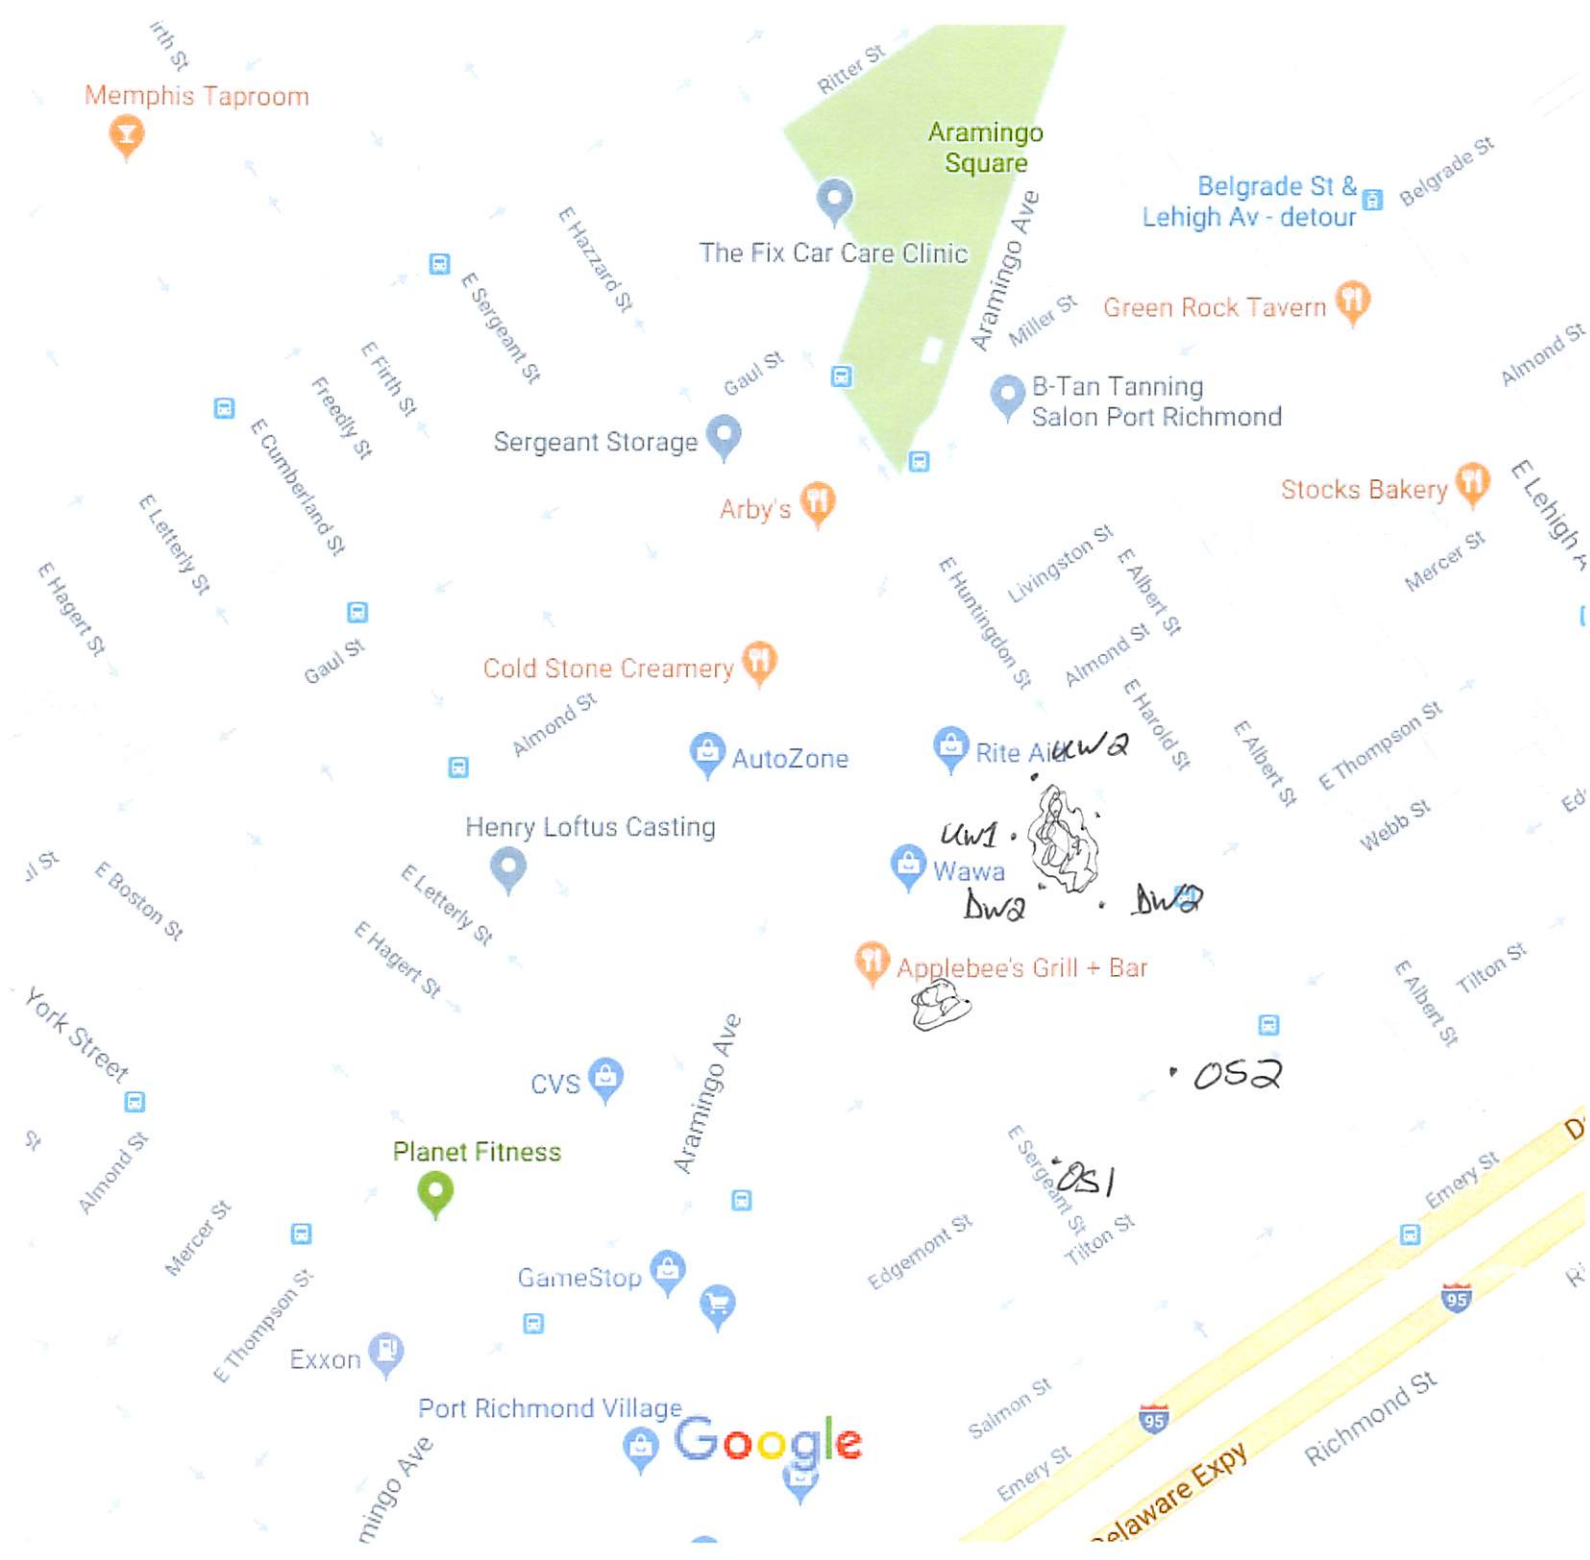 irth St
Memphis Taproom
Ritter St
Aramingo
Square
Belgrade St
Belgrade St &
Lehigh Av - detour
Aramingo Ave
The Fix Car Care Clinic
E Hazzard St
E Sergeant St
Miller St
Green Rock Tavern
Almond St
E Firth St
Freedly St
Gaul St
B-Tan Tanning
Salon Port Richmond
Sergeant Storage
E Cumberland St
Arby's
Stocks Bakery
E Lehigh A
E Letterly St
E Hagert St
E Huntingdon St
Livingston St
E Albert St
Mercer St
Gaul St
Cold Stone Creamery
Almond St
Almond St
E Harold St
E Albert St
E Thompson St
AutoZone
Rite Aid
UW2
Webb St
Ed
Henry Loftus Casting
UW1
Wawa
DW2
DW2
ul St
E Boston St
E Letterly St
E Hagert St
Applebee's Grill + Bar
E Albert St
Tilton St
York Street
Aramingo Ave
CVS
OS2
St
Almond St
Planet Fitness
E Sergeant St
OS1
Emery St
D
Mercer St
Edgemont St
Tilton St
GameStop
E Thompson St
95
Ri
Exxon
Port Richmond Village
Google
Salmon St
95
Richmond St
Emery St
mingo Ave
Delaware Expy